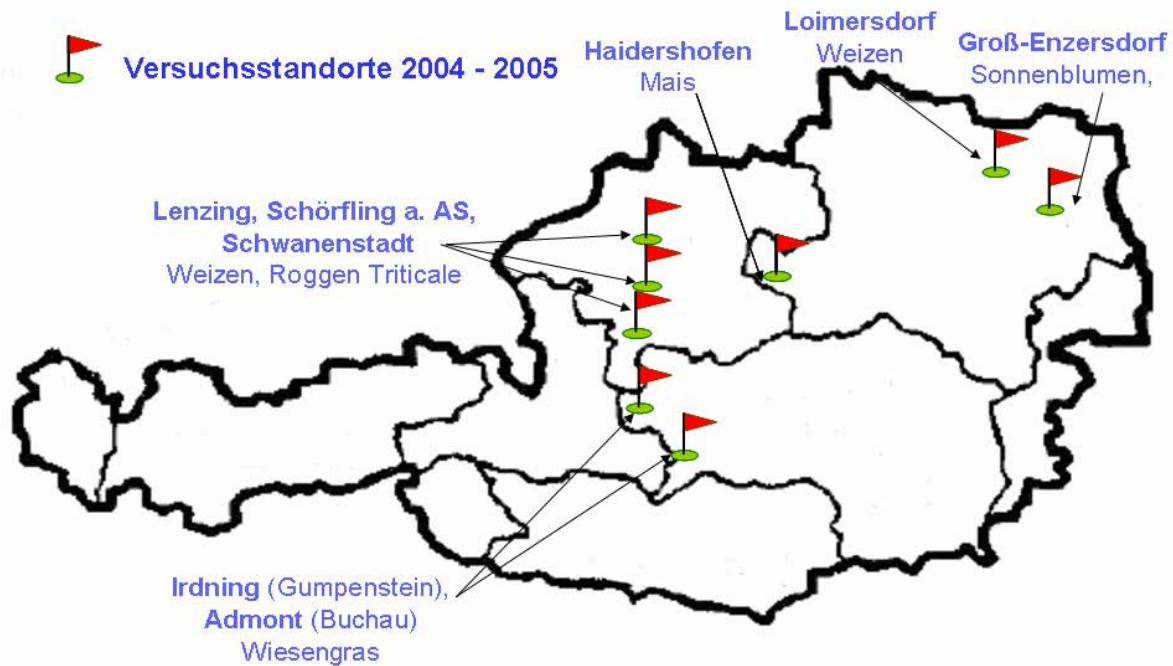 Versuchsstandorte 2004 - 2005
Haidershofen
Mais
Loimersdorf
Weizen
Groß-Enzersdorf
Sonnenblumen,
Lenzing, Schörfling a. AS,
Schwanenstadt
Weizen, Roggen Triticale
Irdning (Gumpenstein),
Admont (Buchau)
Wiesengras